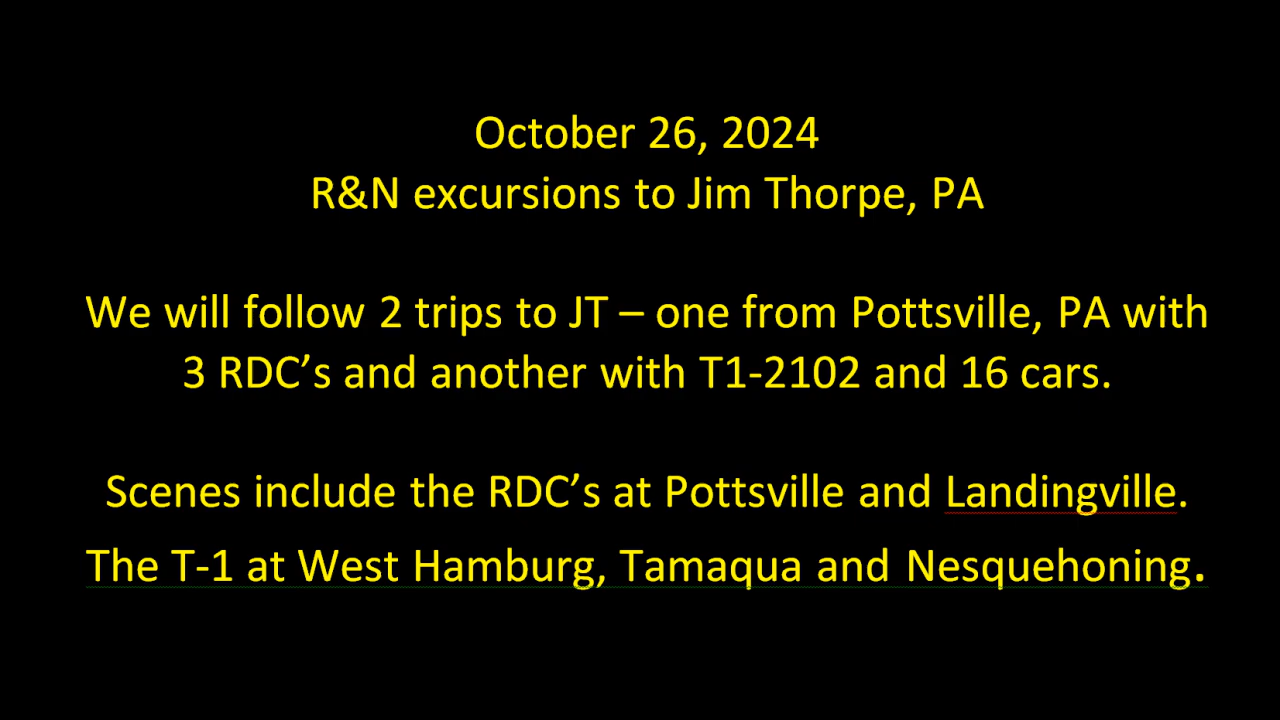 October 26, 2024
R&N excursions to Jim Thorpe, PA
We will follow 2 trips to JT – one from Pottsville, PA with
3 RDC’s and another with T1-2102 and 16 cars.
Scenes include the RDC’s at Pottsville and Landingville.
The T-1 at West Hamburg, Tamaqua and Nesquehoning.